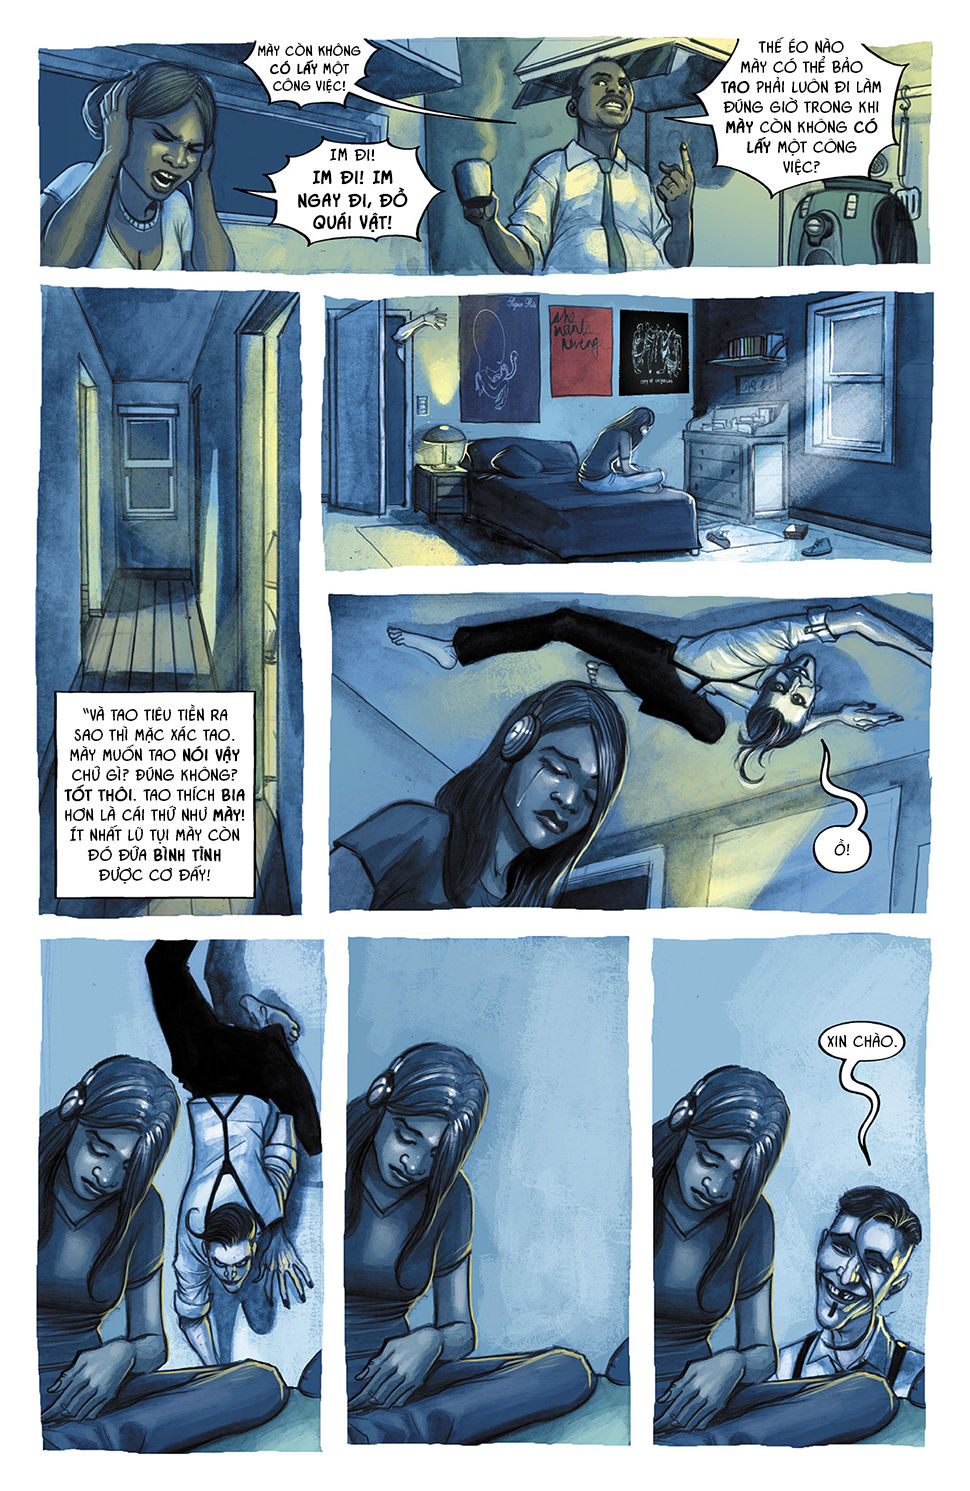 MÀY CÒN KHÔNG
CÓ LẤY MỘT
CÔNG VIỆC!
THẾ ÉO NÀO
MÀY CÓ THỂ BẢO
TAO PHẢI LUÔN ĐI LÀM
ĐÚNG GIỜ TRONG KHI
MÀY CÒN KHÔNG CÓ
LẤY MỘT CÔNG
VIỆC?
IM ĐI!
IM ĐI! IM
NGAY ĐI, ĐỒ
QUÁI VẬT!
she
wants
revenge
"VÀ TAO TIÊU TIỀN RA
SAO THÌ MẶC XÁC TAO.
MÀY MUỐN TAO NÓI VẬY
CHỨ GÌ? ĐÚNG KHÔNG?
TỐT THÔI. TAO THÍCH BIA
HƠN LÀ CÁI THỨ NHƯ MÀY!
ÍT NHẤT LŨ TỤI MÀY CÒN
ĐÓ ĐỨA BÌNH TĨNH
ĐƯỢC CƠ ĐẤY!
Ồ!
XIN CHÀO.